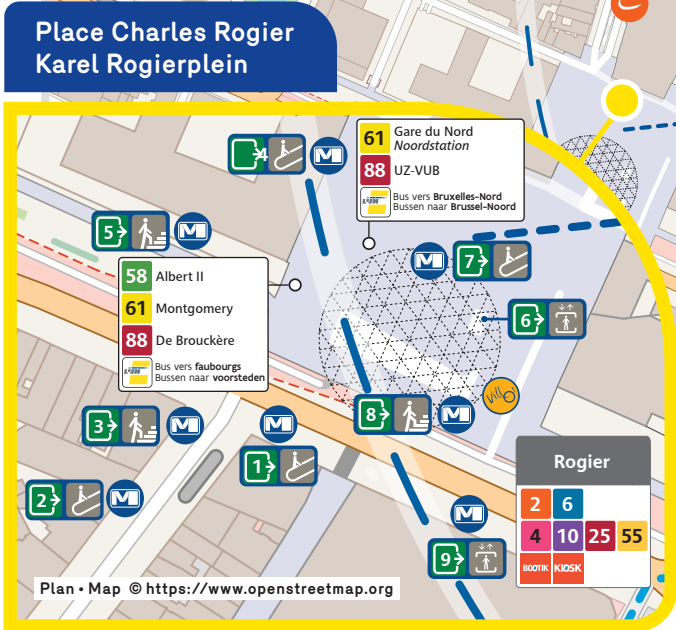 Place Charles Rogier
Karel Rogierplein
4
M
61 Gare du Nord
Noordstation
88 UZ-VUB
Bus vers Bruxelles-Nord
Bussen naar Brussel-Noord
5
M
M
7
58 Albert II
61 Montgomery
88 De Brouckère
Bus vers faubourgs
Bussen naar voorsteden
6
villo
8
M
3
M
M
1
2
M
Rogier
2 6
4 10 25 55
BOOTIK KIOSK
M
9
Plan • Map © https://www.openstreetmap.org